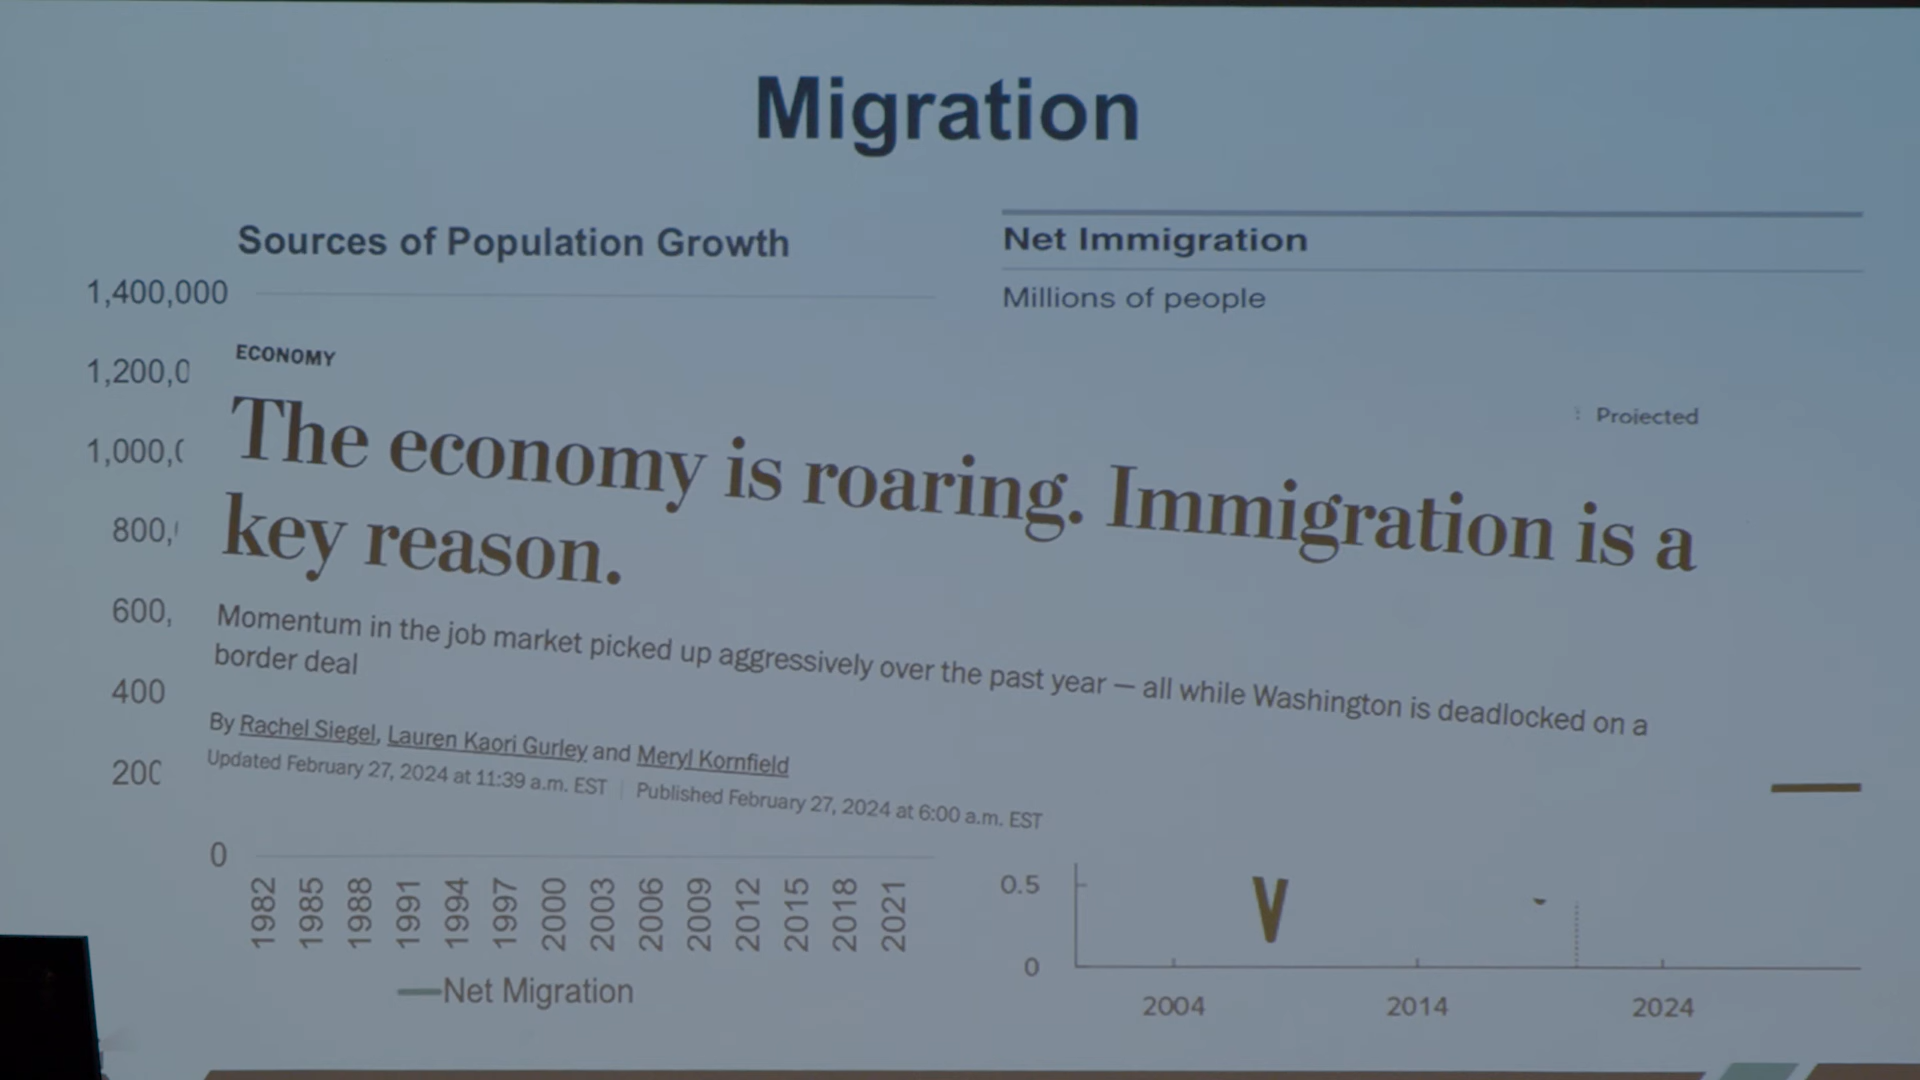 Migration
Sources of Population Growth
1,400,000
1,200,0
1,000,
800,
600,
400
200
0
1982
1985
1988
1991
1994
1997
2000
2003
2006
2009
2012
2015
2018
2021
Net Migration
Net Immigration
Millions of people
Projected
0.5
0
2004
2014
2024
ECONOMY
The economy is roaring. Immigration is a
key reason.
Momentum in the job market picked up aggressively over the past year — all while Washington is deadlocked on a
border deal
By Rachel Siegel, Lauren Kaori Gurley and Meryl Kornfield
Updated February 27, 2024 at 11:39 a.m. EST | Published February 27, 2024 at 6:00 a.m. EST